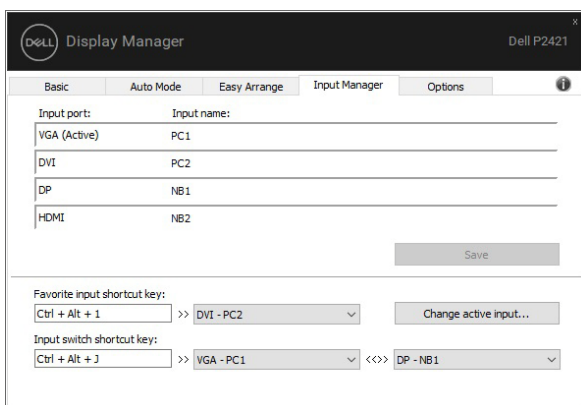 x
DELL Display Manager Dell P2421
Basic Auto Mode Easy Arrange Input Manager Options i
Input port: Input name:
VGA (Active) PC1
DVI PC2
DP NB1
HDMI NB2
Save
Favorite input shortcut key:
Ctrl + Alt + 1 >> DVI - PC2 Change active input...
Input switch shortcut key:
Ctrl + Alt + J >> VGA - PC1 <<>> DP - NB1